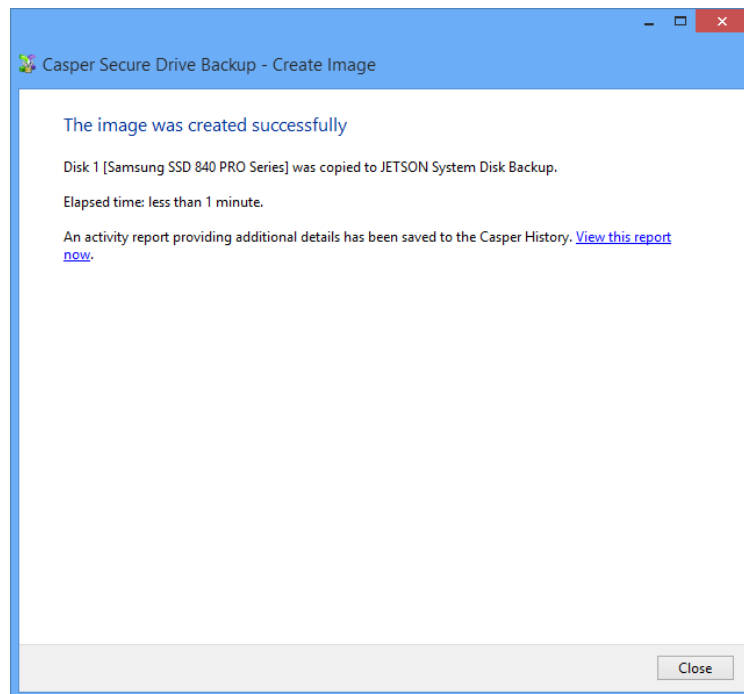 Casper Secure Drive Backup - Create Image
The image was created successfully
Disk 1 [Samsung SSD 840 PRO Series] was copied to JETSON System Disk Backup.
Elapsed time: less than 1 minute.
An activity report providing additional details has been saved to the Casper History. View this report
now.
Close